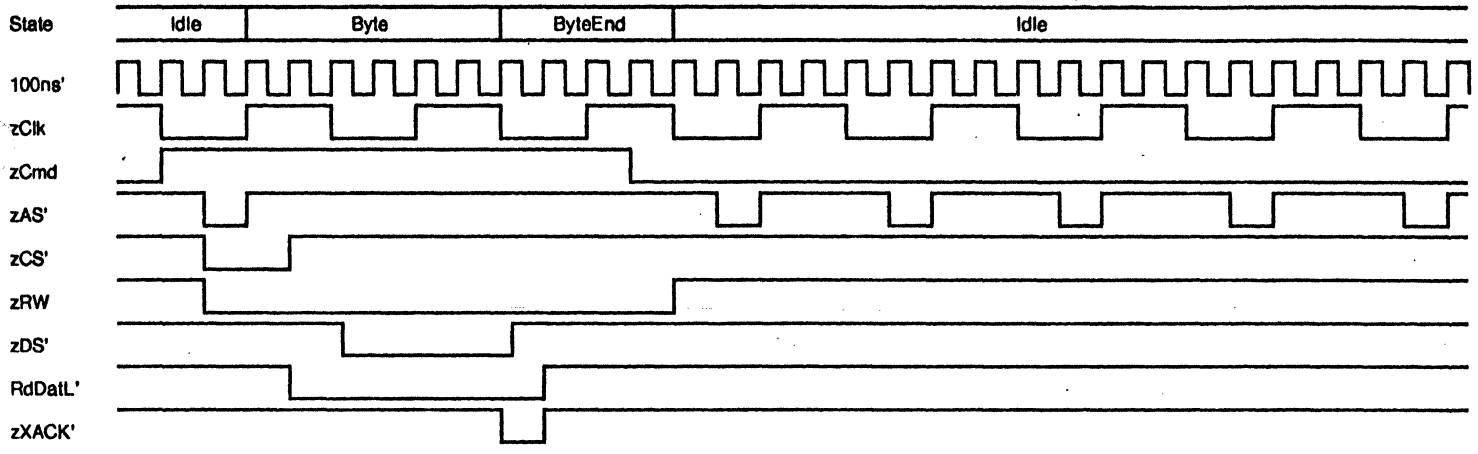 State Idle Byte ByteEnd Idle
100ns'
zClk
zCmd
zAS'
zCS'
zRW
zDS'
RdDatL'
zXACK'